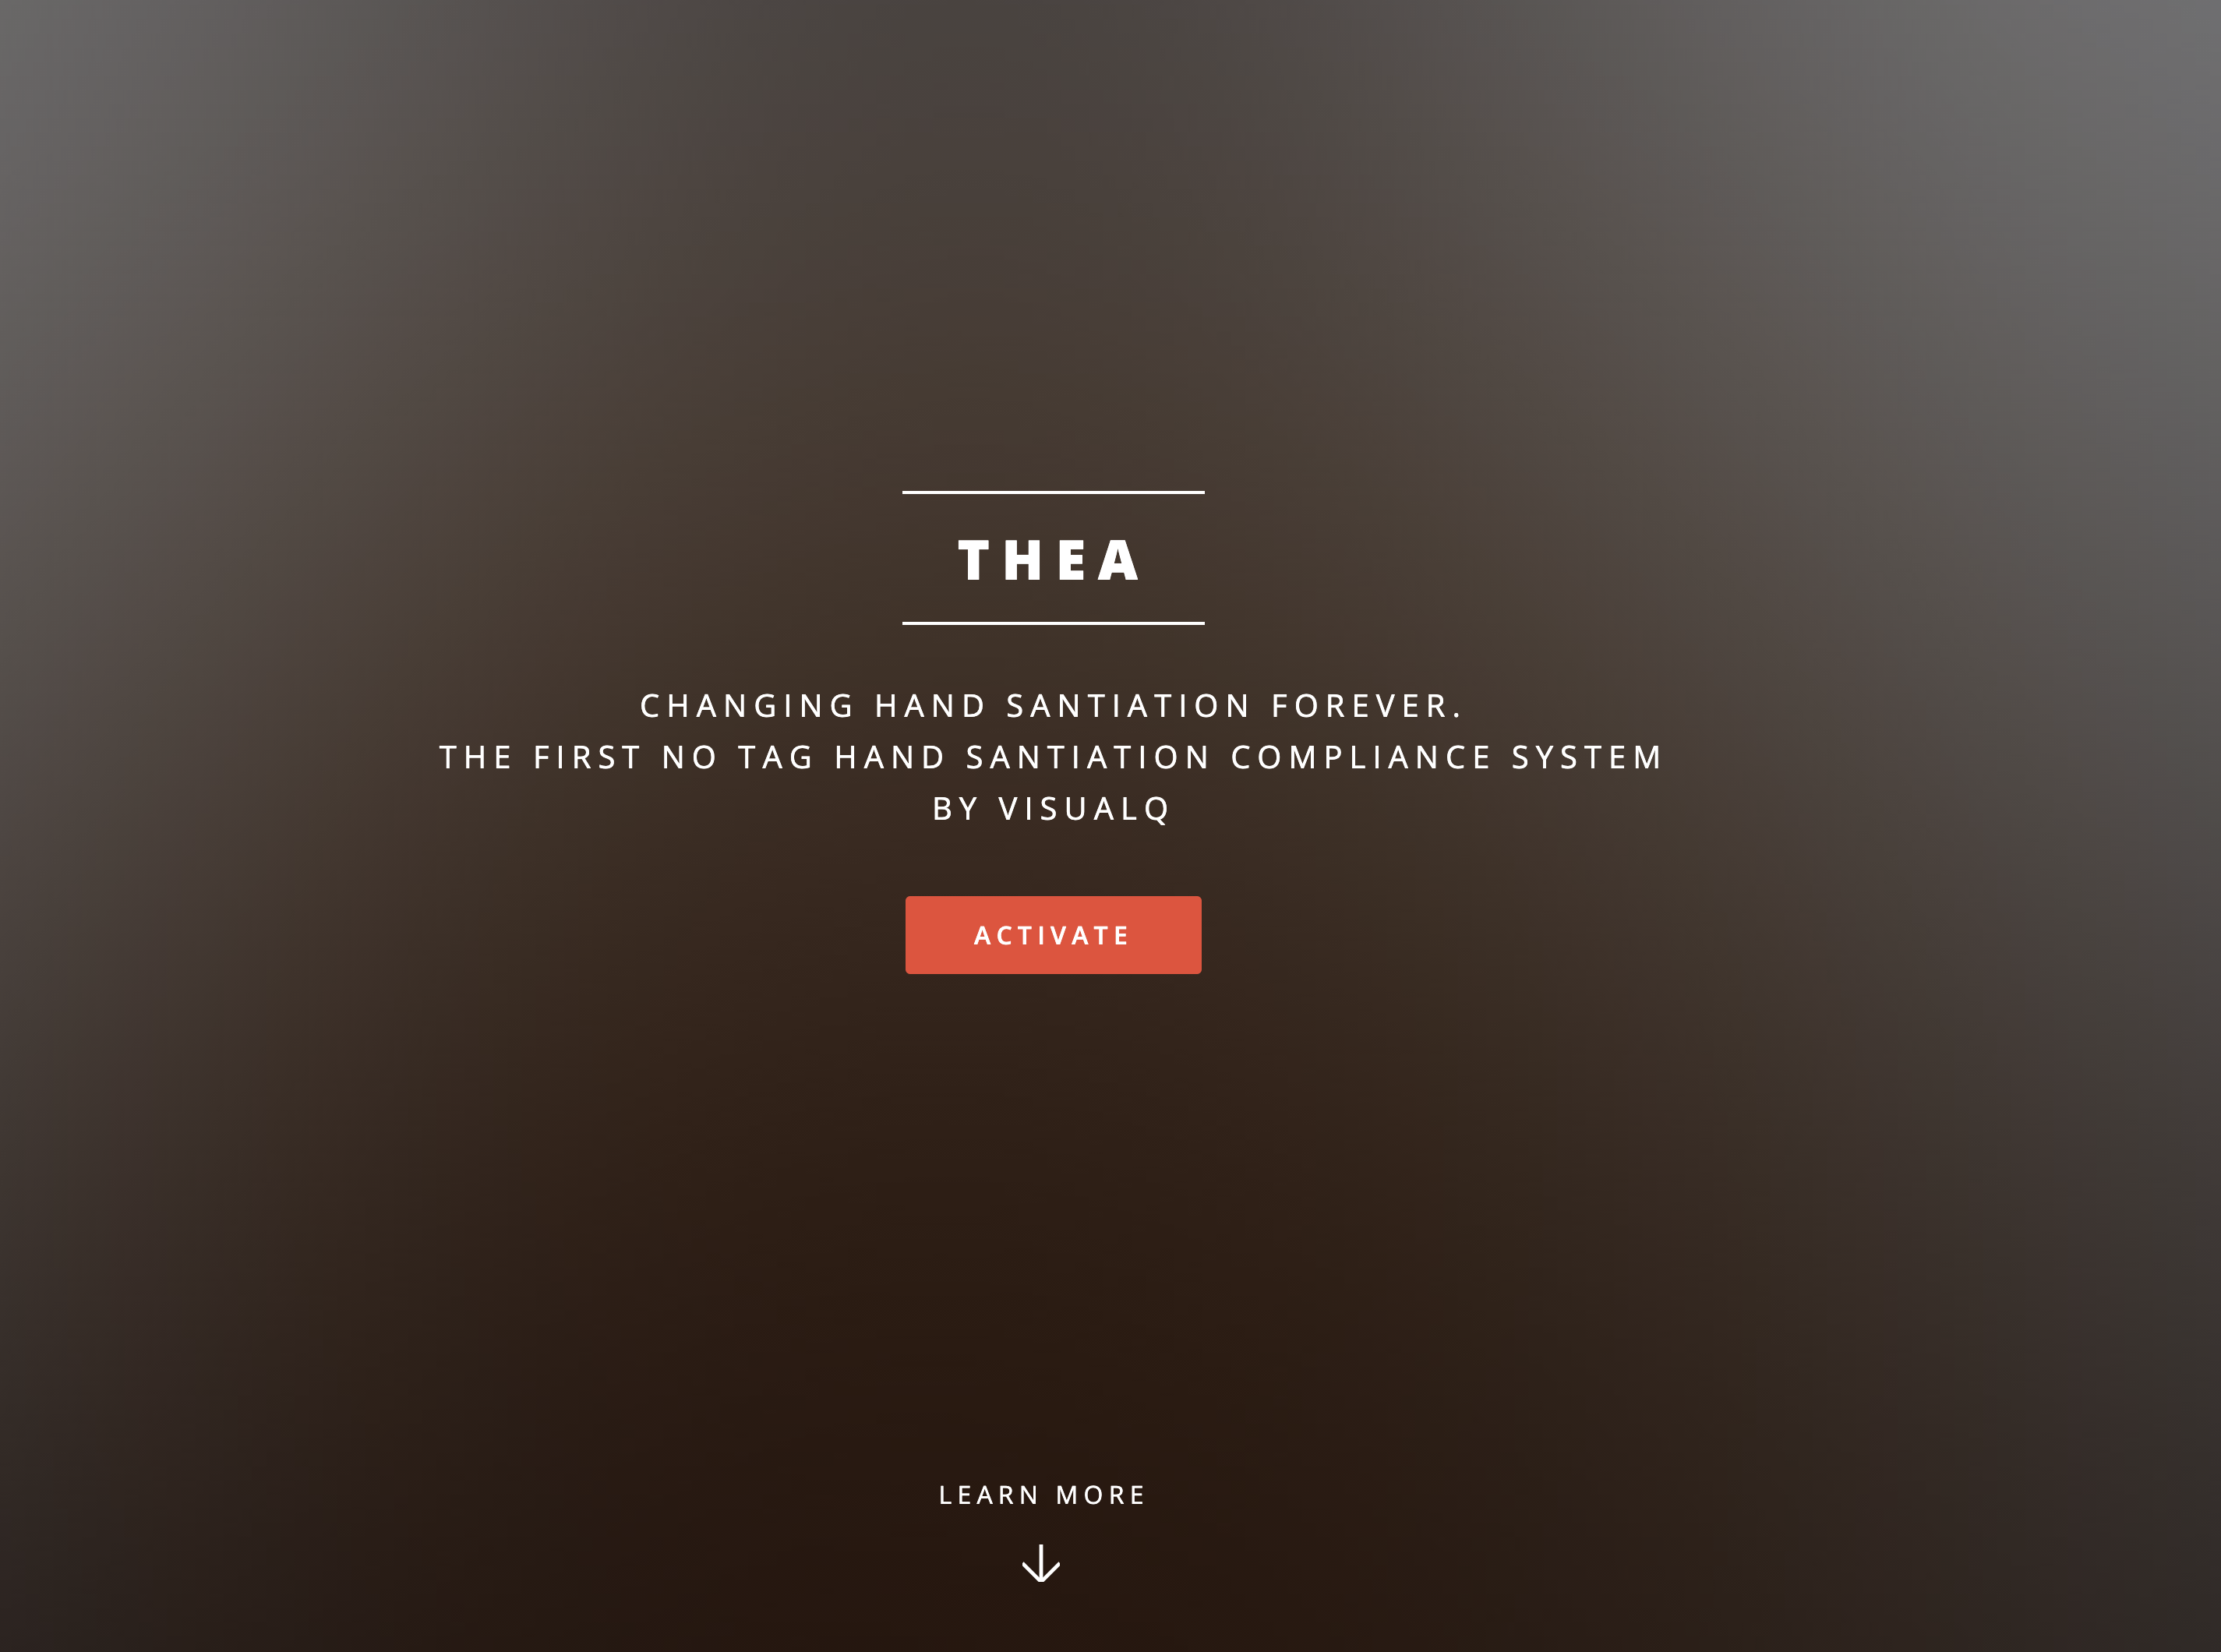 THEA
CHANGING HAND SANTIATION FOREVER.
THE FIRST NO TAG HAND SANTIATION COMPLIANCE SYSTEM
BY VISUALQ
ACTIVATE
LEARN MORE